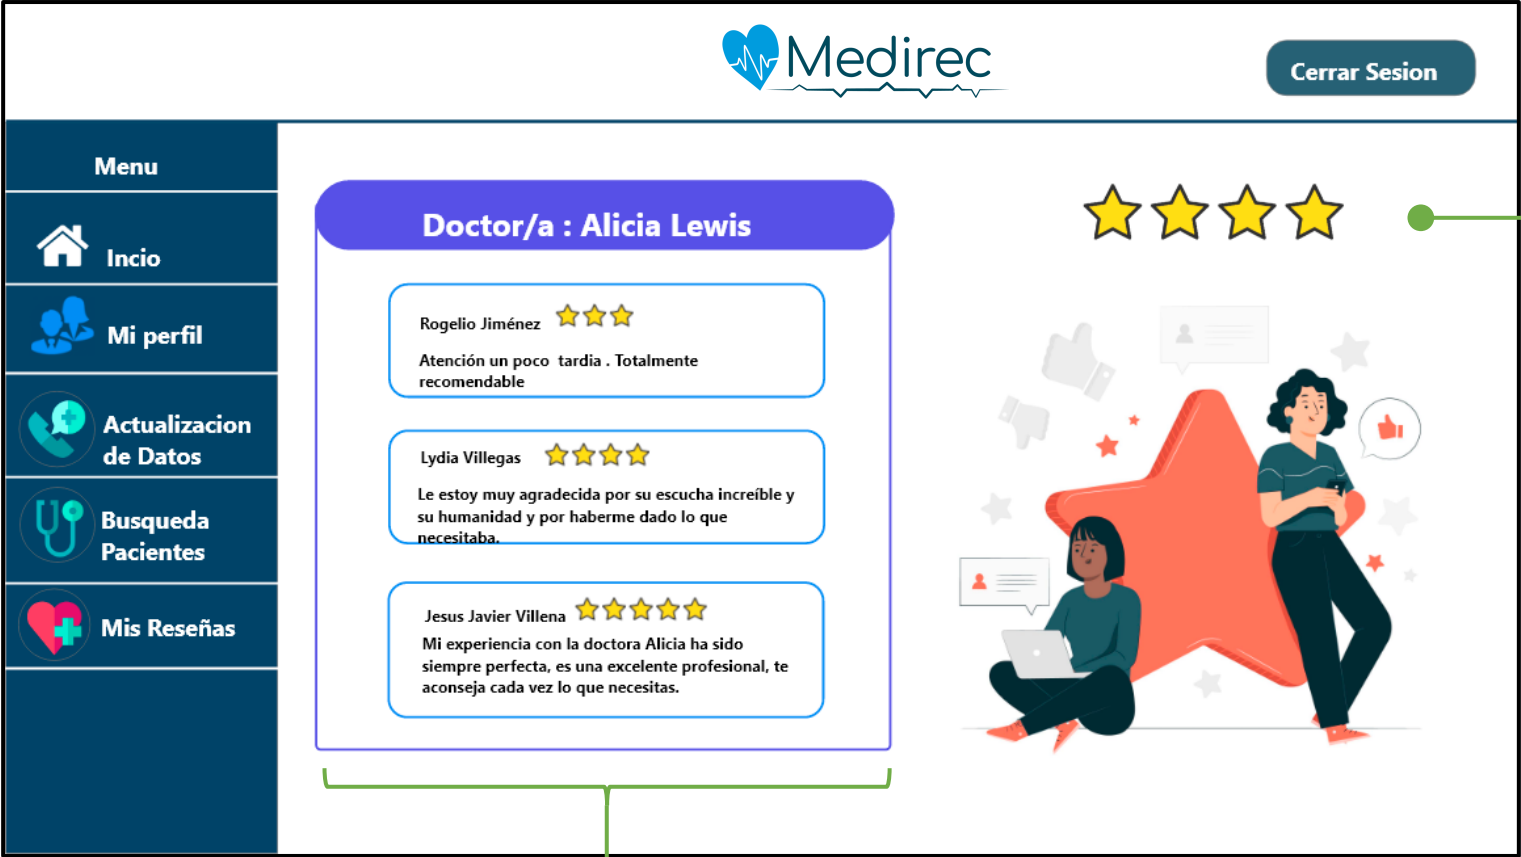 Medirec
Cerrar Sesion
Menu
Incio
Mi perfil
Actualizacion
de Datos
Busqueda
Pacientes
Mis Reseñas
Doctor/a : Alicia Lewis
Rogelio Jiménez
Atención un poco  tardia . Totalmente
recomendable
Lydia Villegas
Le estoy muy agradecida por su escucha increíble y
su humanidad y por haberme dado lo que
necesitaba.
Jesus Javier Villena
Mi experiencia con la doctora Alicia ha sido
siempre perfecta, es una excelente profesional, te
aconseja cada vez lo que necesitas.